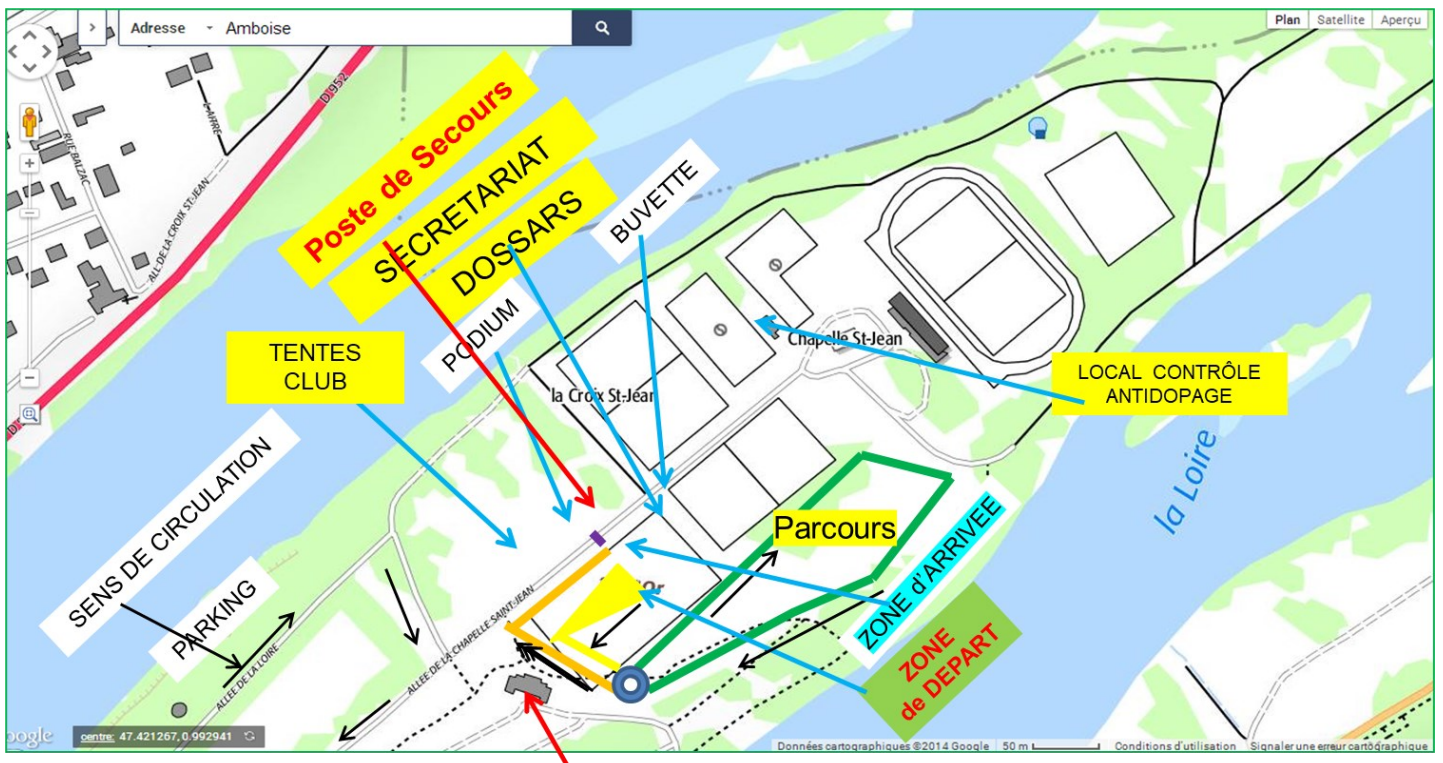 Adresse
Amboise
Plan
Satellite
Aperçu
D 952
L'AITRE
RUE BALZAC
ALL. DE LA CROIX ST-JEAN
Poste de Secours
SECRETARIAT
DOSSARS
BUVETTE
PODIUM
TENTES
CLUB
la Croix St-Jean
Chapelle St-Jean
LOCAL CONTRÔLE
ANTIDOPAGE
la Loire
SENS DE CIRCULATION
PARKING
Parcours
ZONE d'ARRIVEE
ZONE
de DEPART
ALLÉE DE LA LOIRE
ALLÉE DE LA CHAPELLE SAINT-JEAN
centre: 47.421267, 0.992941
Données cartographiques ©2014 Google
50 m
Conditions d'utilisation
Signaler une erreur cartographique